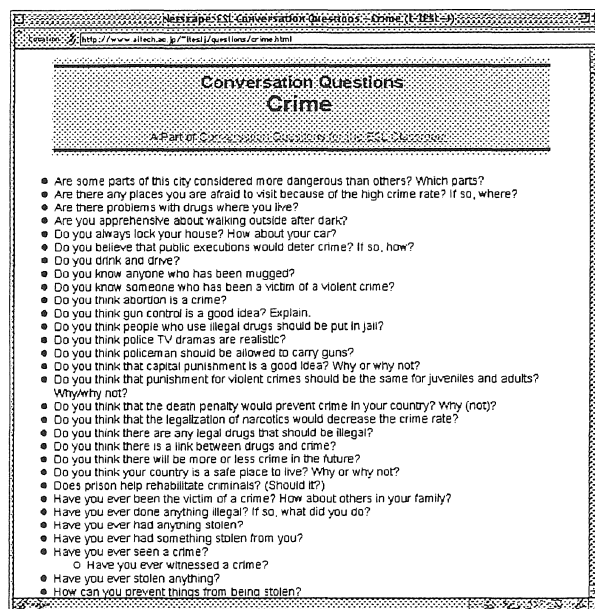 Netscape: ESL Conversation Questions - Crime (I-TESL-J)
Location: http://www.aitech.ac.jp/~iteslj/questions/crime.html
Conversation Questions
Crime
A Part of Conversation Questions for the ESL Classroom
Are some parts of this city considered more dangerous than others? Which parts?
Are there any places you are afraid to visit because of the high crime rate? If so, where?
Are there problems with drugs where you live?
Are you apprehensive about walking outside after dark?
Do you always lock your house? How about your car?
Do you believe that public executions would deter crime? If so, how?
Do you drink and drive?
Do you know anyone who has been mugged?
Do you know someone who has been a victim of a violent crime?
Do you think abortion is a crime?
Do you think gun control is a good idea? Explain.
Do you think people who use illegal drugs should be put in jail?
Do you think police TV dramas are realistic?
Do you think policeman should be allowed to carry guns?
Do you think that capital punishment is a good idea? Why or why not?
Do you think that punishment for violent crimes should be the same for juveniles and adults?
Why/why not?
Do you think that the death penalty would prevent crime in your country? Why (not)?
Do you think that the legalization of narcotics would decrease the crime rate?
Do you think there are any legal drugs that should be illegal?
Do you think there is a link between drugs and crime?
Do you think there will be more or less crime in the future?
Do you think your country is a safe place to live? Why or why not?
Does prison help rehabilitate criminals? (Should it?)
Have you ever been the victim of a crime? How about others in your family?
Have you ever done anything illegal? If so, what did you do?
Have you ever had anything stolen?
Have you ever had something stolen from you?
Have you ever seen a crime?
Have you ever witnessed a crime?
Have you ever stolen anything?
How can you prevent things from being stolen?